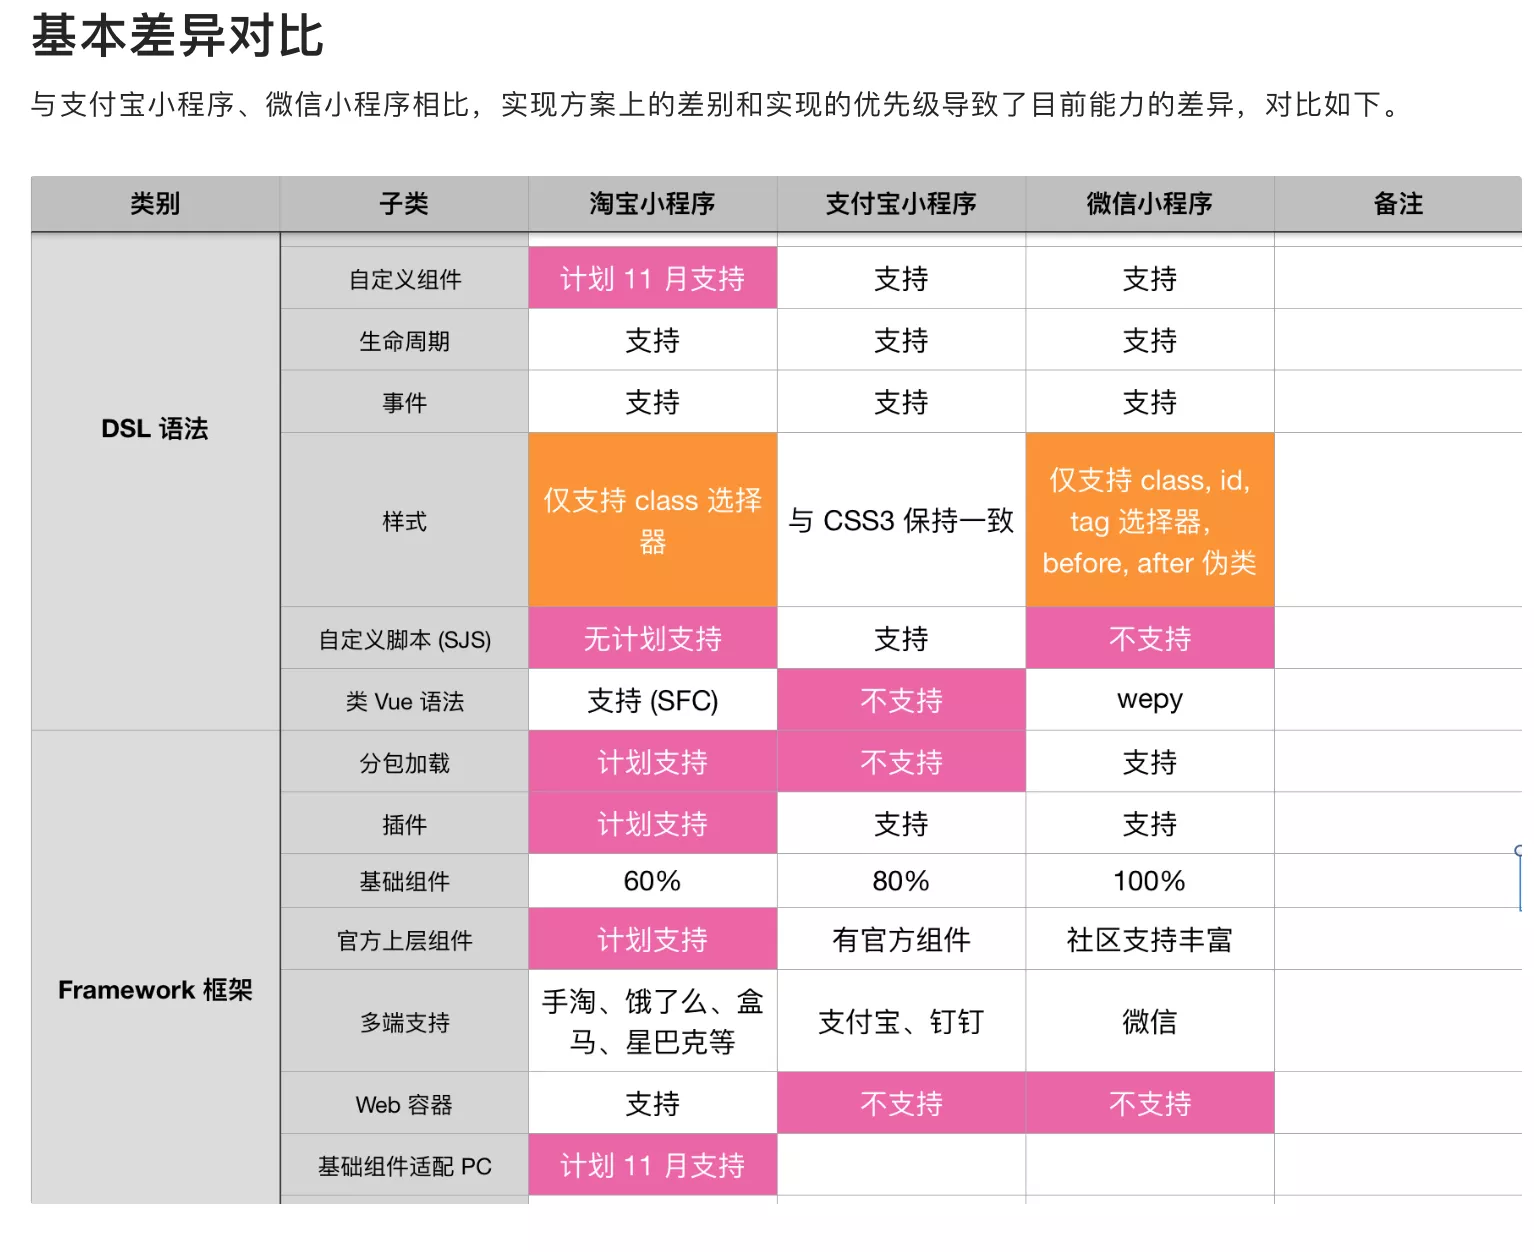 基本差异对比
与支付宝小程序、微信小程序相比，实现方案上的差别和实现的优先级导致了目前能力的差异，对比如下。
类别 子类 淘宝小程序 支付宝小程序 微信小程序 备注
DSL 语法
自定义组件 计划 11 月支持 支持 支持
生命周期 支持 支持 支持
事件 支持 支持 支持
样式 仅支持 class 选择
器 与 CSS3 保持一致 仅支持 class, id,
tag 选择器，
before, after 伪类
自定义脚本 (SJS) 无计划支持 支持 不支持
类 Vue 语法 支持 (SFC) 不支持 wepy
Framework 框架
分包加载 计划支持 不支持 支持
插件 计划支持 支持 支持
基础组件 60% 80% 100%
官方上层组件 计划支持 有官方组件 社区支持丰富
多端支持 手淘、饿了么、盒
马、星巴克等 支付宝、钉钉 微信
Web 容器 支持 不支持 不支持
基础组件适配 PC 计划 11 月支持